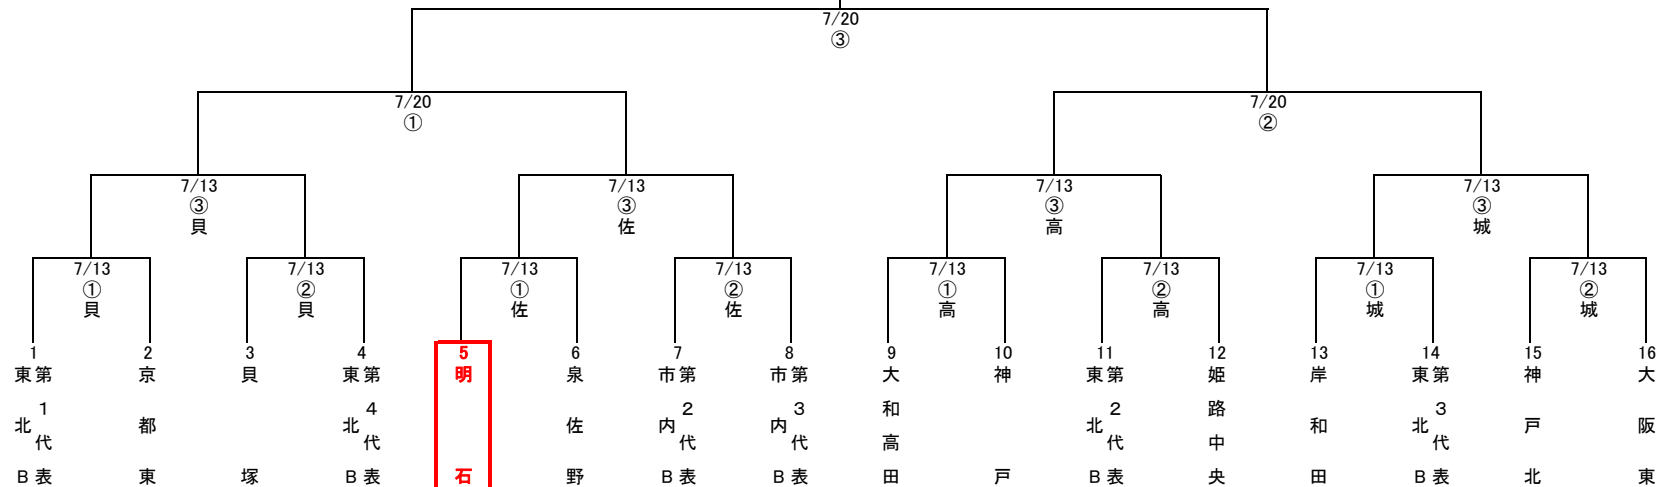 7/20
③
7/20
①
7/20
②
7/13
③
貝
7/13
③
佐
7/13
③
高
7/13
③
城
7/13
①
貝
7/13
②
貝
7/13
①
佐
7/13
②
佐
7/13
①
高
7/13
②
高
7/13
①
城
7/13
②
城
1
第1代表
東北B
2
京都東
3
貝塚
4
第4代表
東北B
5
明石
6
泉佐野
7
第2代表
市内B
8
第3代表
市内B
9
大和高田
10
神戸
11
第2代表
東北B
12
姫路中央
13
岸和田
14
第3代表
東北B
15
神戸北
16
大阪東